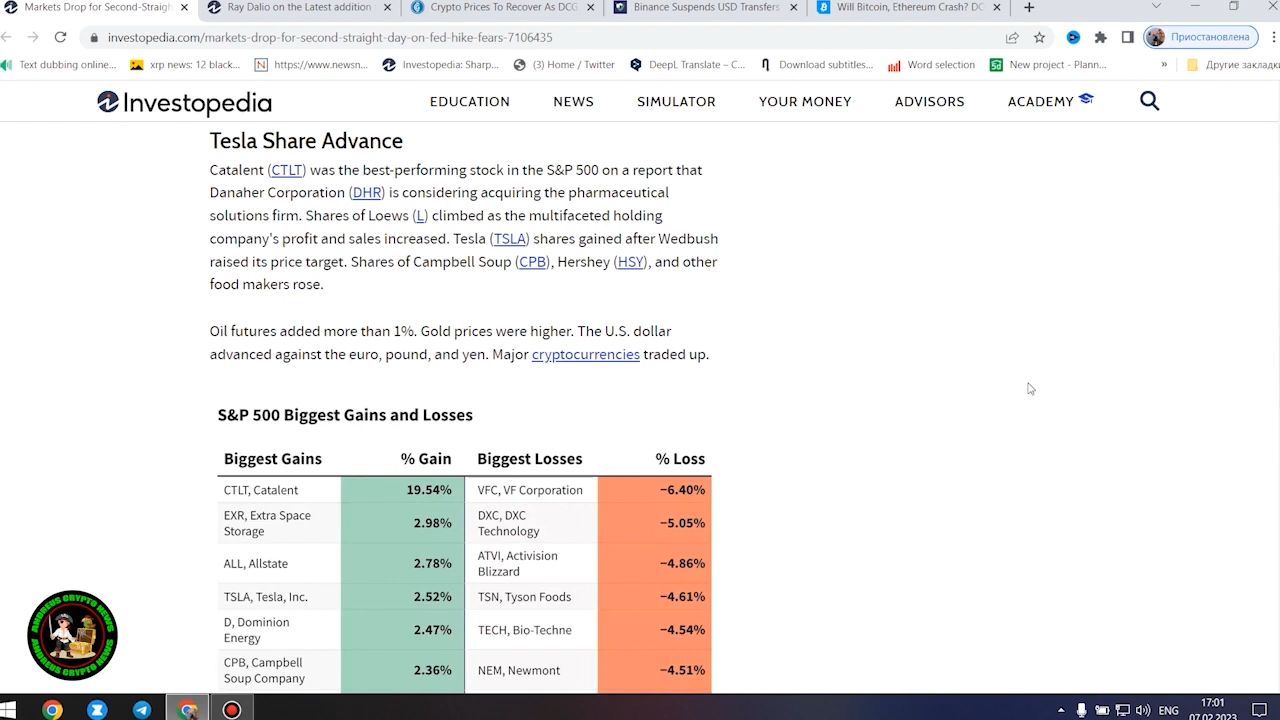 Markets Drop for Second-Straigh
Ray Dalio on the Latest addition
Crypto Prices To Recover As DCG
Binance Suspends USD Transfers
Will Bitcoin, Ethereum Crash? DC
investopedia.com/markets-drop-for-second-straight-day-on-fed-hike-fears-7106435
Приостановлена
Text dubbing online...
xrp news: 12 black...
https://www.newsn...
Investopedia: Sharp...
(3) Home / Twitter
DeepL Translate – C...
Download subtitles...
Word selection
New project - Plann...
»
Другие закладки
Investopedia
EDUCATION
NEWS
SIMULATOR
YOUR MONEY
ADVISORS
ACADEMY
Tesla Share Advance
Catalent (CTLT) was the best-performing stock in the S&P 500 on a report that
Danaher Corporation (DHR) is considering acquiring the pharmaceutical
solutions firm. Shares of Loews (L) climbed as the multifaceted holding
company's profit and sales increased. Tesla (TSLA) shares gained after Wedbush
raised its price target. Shares of Campbell Soup (CPB), Hershey (HSY), and other
food makers rose.
Oil futures added more than 1%. Gold prices were higher. The U.S. dollar
advanced against the euro, pound, and yen. Major cryptocurrencies traded up.
S&P 500 Biggest Gains and Losses
Biggest Gains % Gain Biggest Losses % Loss
CTLT, Catalent 19.54% VFC, VF Corporation −6.40%
EXR, Extra Space
Storage 2.98% DXC, DXC
Technology −5.05%
ALL, Allstate 2.78% ATVI, Activision
Blizzard −4.86%
TSLA, Tesla, Inc. 2.52% TSN, Tyson Foods −4.61%
D, Dominion
Energy 2.47% TECH, Bio-Techne −4.54%
CPB, Campbell
Soup Company 2.36% NEM, Newmont −4.51%
ANDREUS CRYPTO NEWS
ANDREUS CRYPTO NEWS
ENG
17:01
07.02.2023